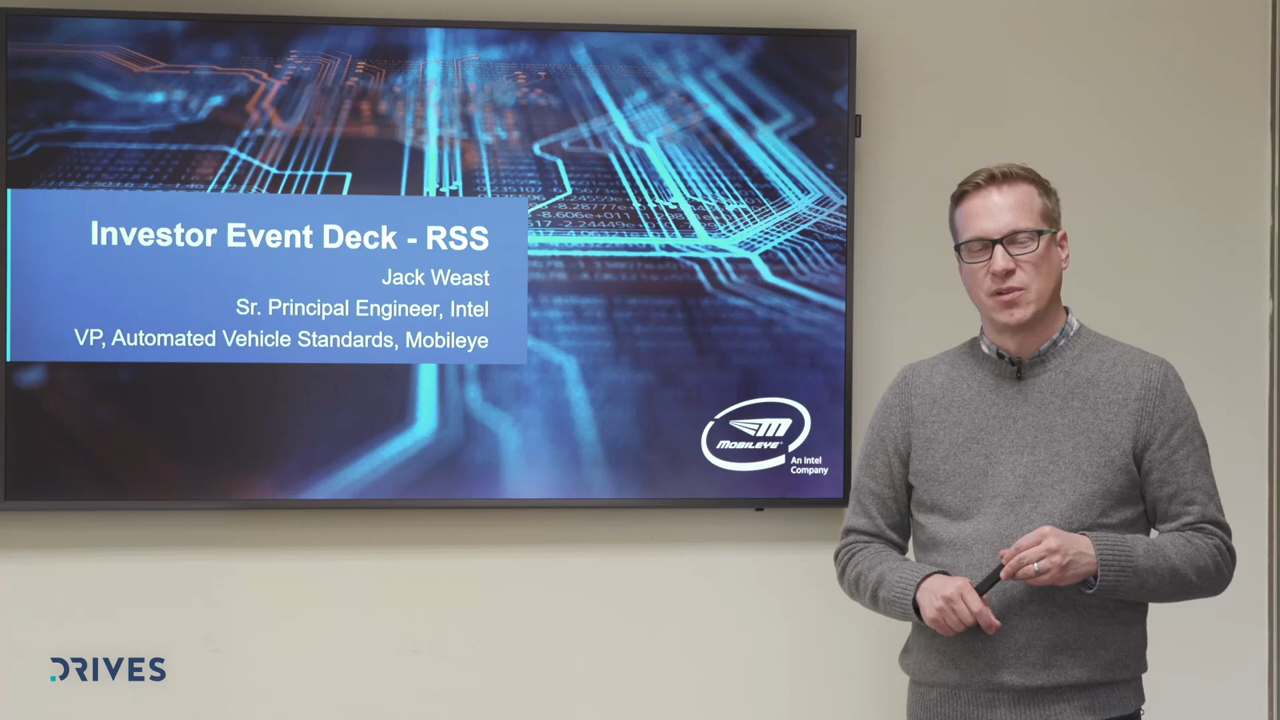 Investor Event Deck - RSS
Jack Weast
Sr. Principal Engineer, Intel
VP, Automated Vehicle Standards, Mobileye
MOBILEYE
An Intel
Company
DRIVES